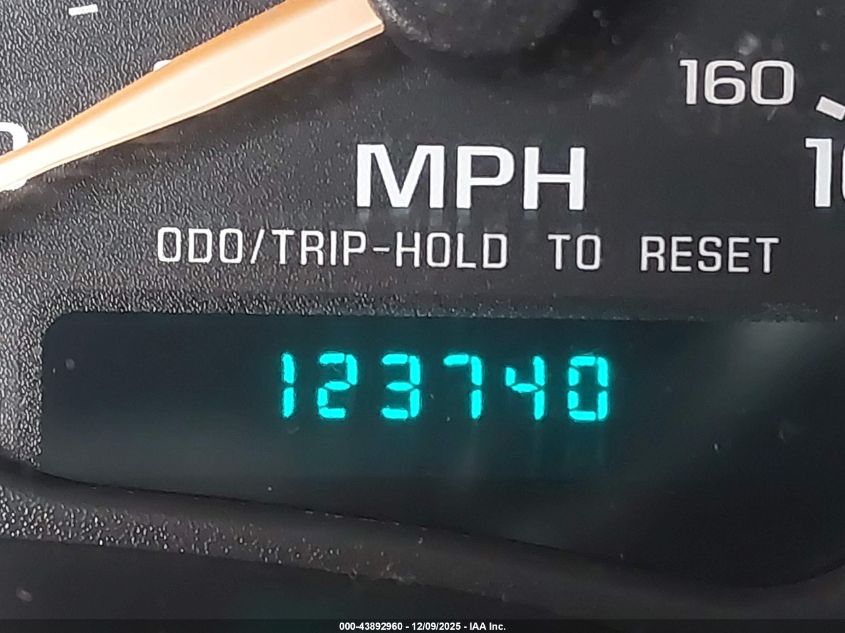 160
MPH
ODO/TRIP-HOLD TO RESET
123740
000-43892960 - 12/09/2025 - IAA Inc.